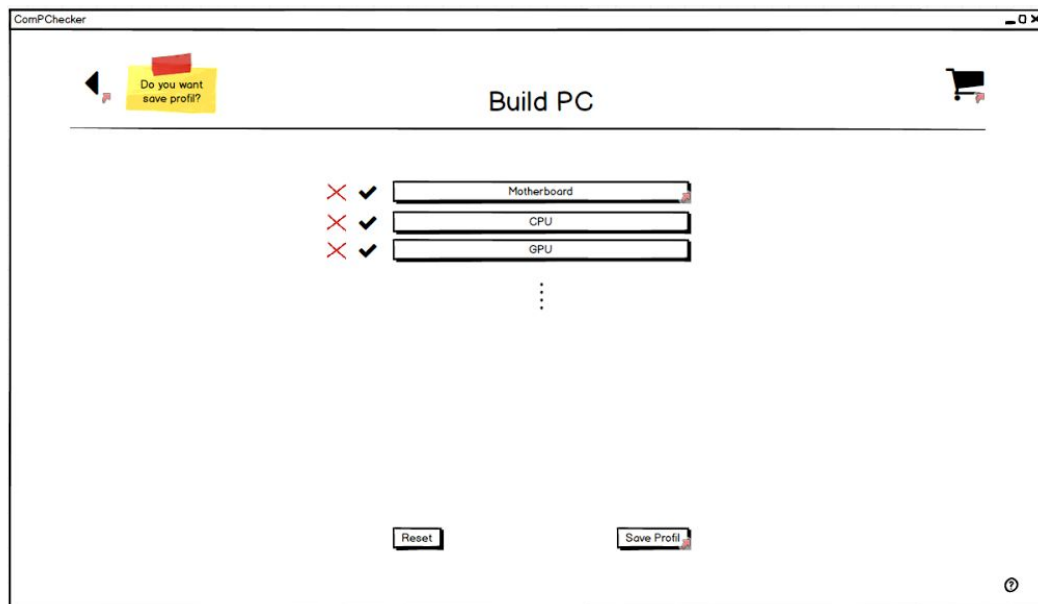 ComPChecker
Do you want
save profil?
Build PC
Motherboard
CPU
GPU
Reset
Save Profil
?